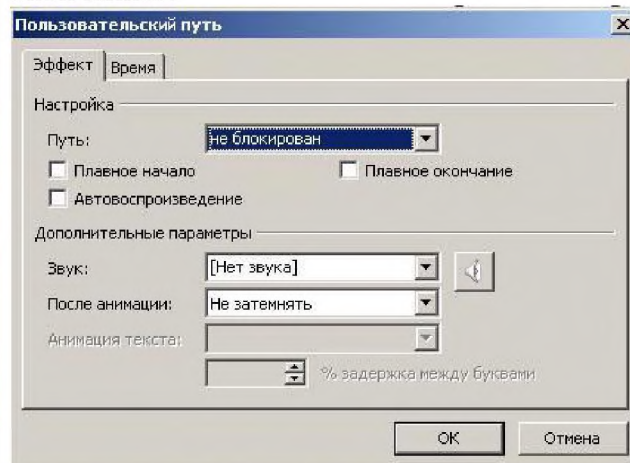 Пользовательский путь
Эффект Время
Настройка
Путь: не блокирован
Плавное начало Плавное окончание
Автовоспроизведение
Дополнительные параметры
Звук: [Нет звука]
После анимации: Не затемнять
Анимация текста:
% задержка между буквами
ОК Отмена